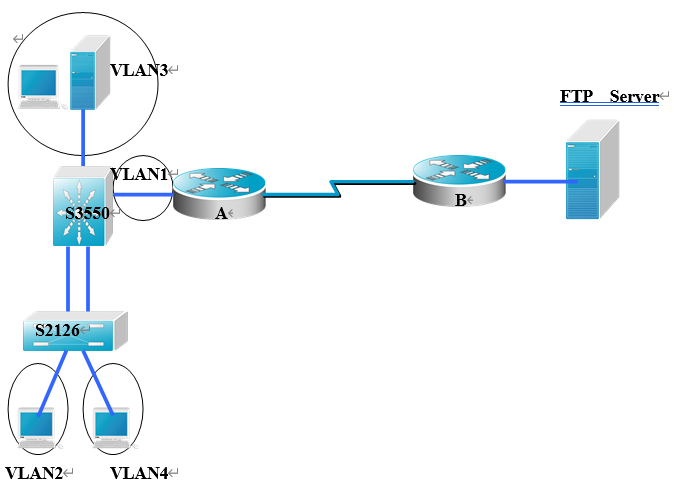 VLAN3
FTP Server
VLAN1
S3550
A
B
S2126
VLAN2
VLAN4